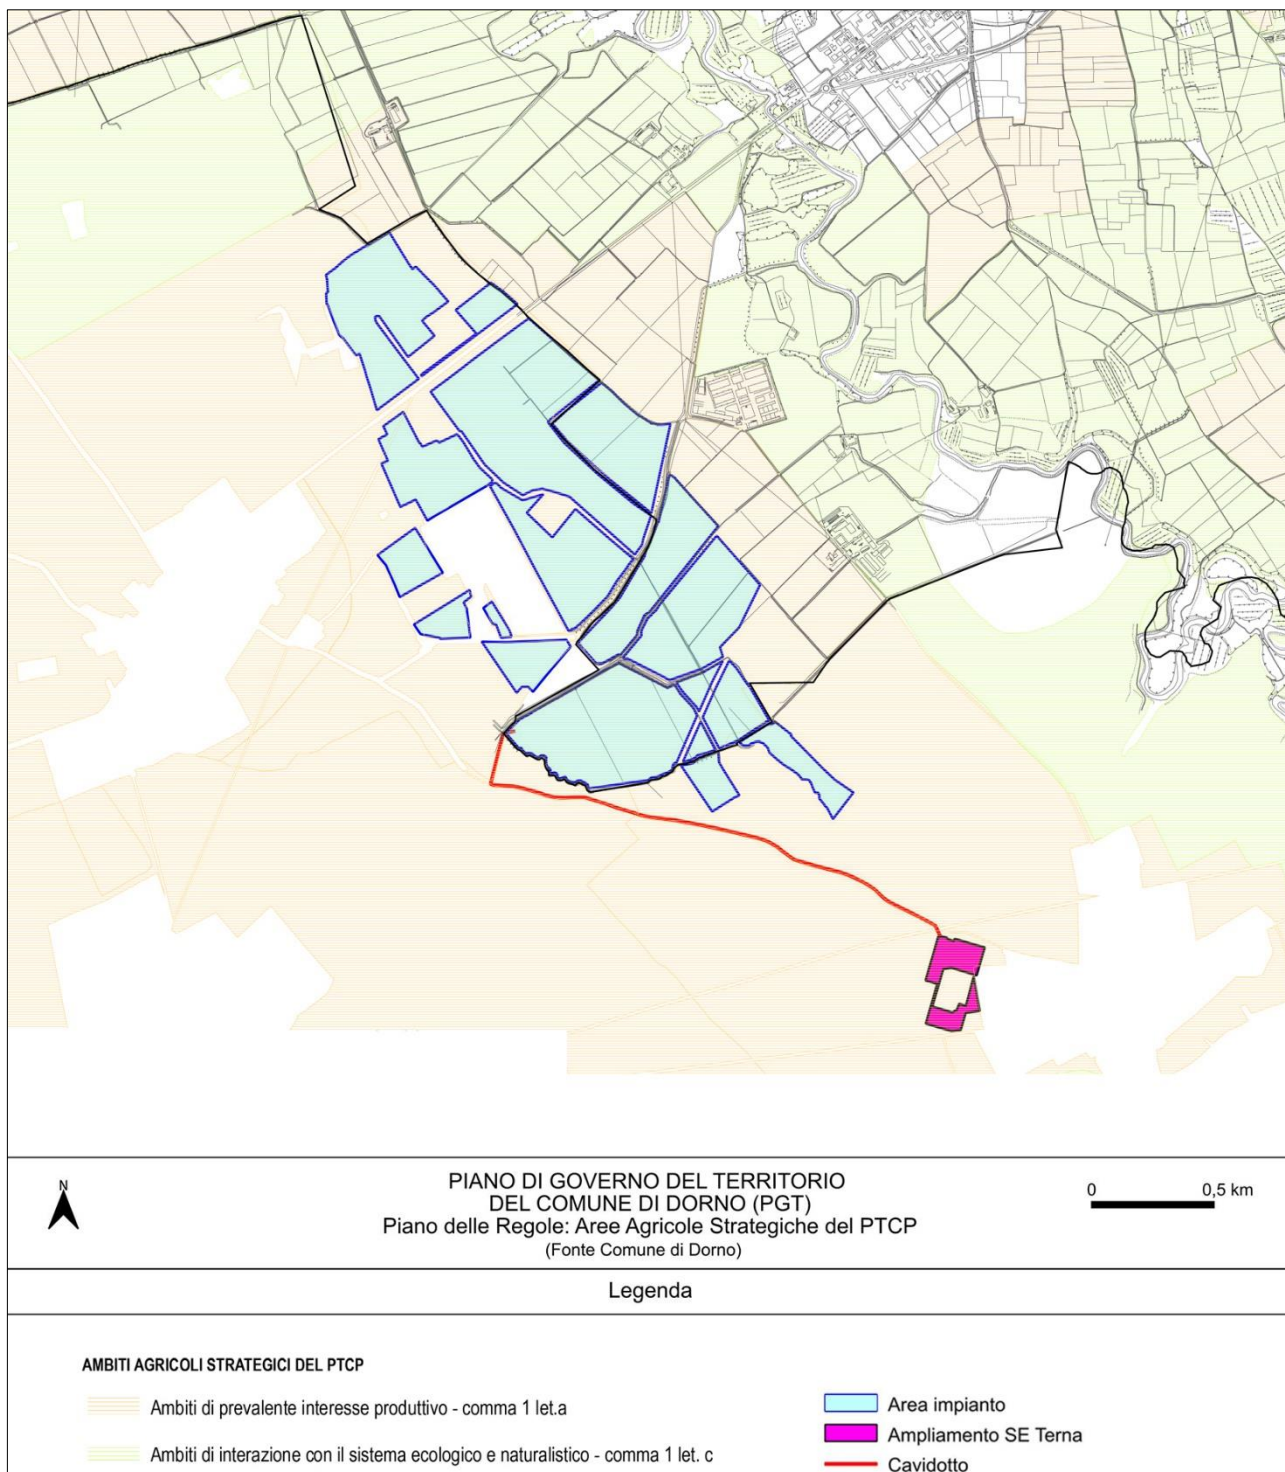 N
PIANO DI GOVERNO DEL TERRITORIO
DEL COMUNE DI DORNO (PGT)
Piano delle Regole: Aree Agricole Strategiche del PTCP
(Fonte Comune di Dorno)
0 0,5 km
Legenda
AMBITI AGRICOLI STRATEGICI DEL PTCP
Ambiti di prevalente interesse produttivo - comma 1 let.a
Ambiti di interazione con il sistema ecologico e naturalistico - comma 1 let. c
Area impianto
Ampliamento SE Terna
Cavidotto